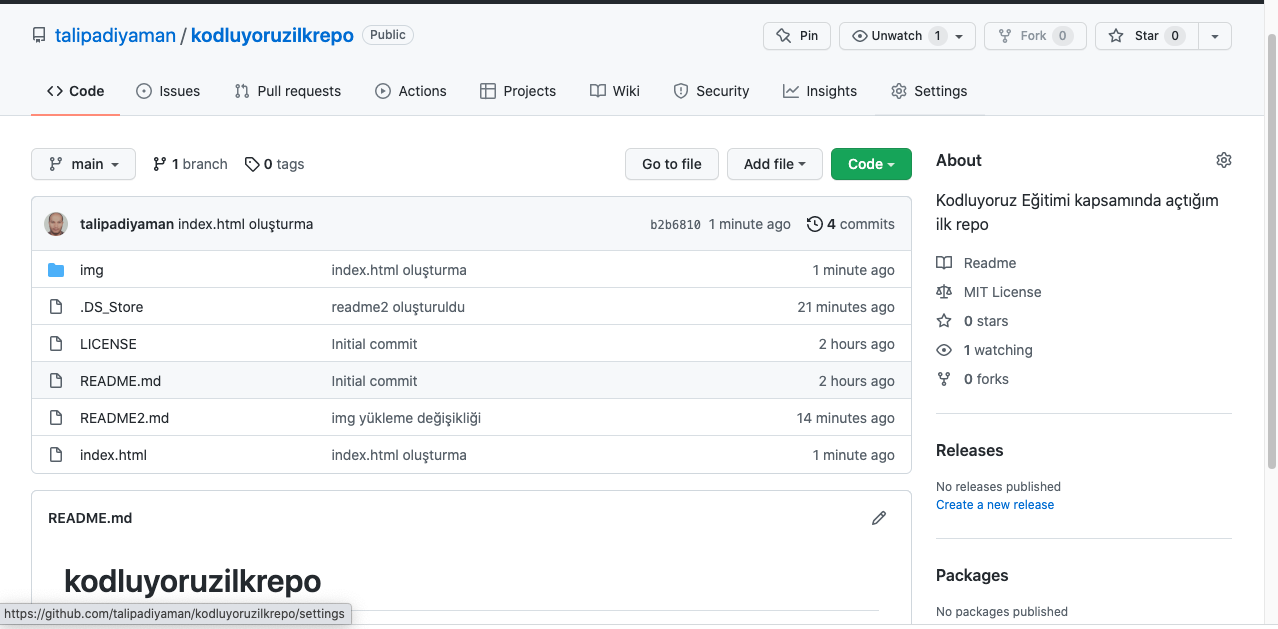 talipadiyaman / kodluyoruzilkrepo Public Pin Unwatch 1 Fork 0 Star 0
Code Issues Pull requests Actions Projects Wiki Security Insights Settings
main 1 branch 0 tags Go to file Add file Code
talipadiyaman index.html oluşturma b2b6810 1 minute ago 4 commits
img index.html oluşturma 1 minute ago
.DS_Store readme2 oluşturuldu 21 minutes ago
LICENSE Initial commit 2 hours ago
README.md Initial commit 2 hours ago
README2.md img yükleme değişikliği 14 minutes ago
index.html index.html oluşturma 1 minute ago
README.md
kodluyoruzilkrepo
https://github.com/talipadiyaman/kodluyoruzilkrepo/settings
About
Kodluyoruz Eğitimi kapsamında açtığım
ilk repo
Readme
MIT License
0 stars
1 watching
0 forks
Releases
No releases published
Create a new release
Packages
No packages published